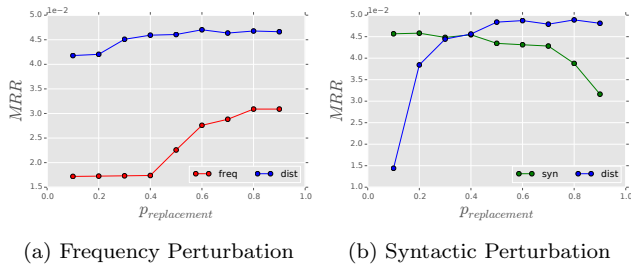 1e−2
5.0
4.5
4.0
3.5
3.0
2.5
2.0
1.5
MRR
0.0 0.2 0.4 0.6 0.8 1.0
freq dist
p_replacement
(a) Frequency Perturbation
1e−2
5.0
4.5
4.0
3.5
3.0
2.5
2.0
1.5
1.0
MRR
0.0 0.2 0.4 0.6 0.8 1.0
syn dist
p_replacement
(b) Syntactic Perturbation